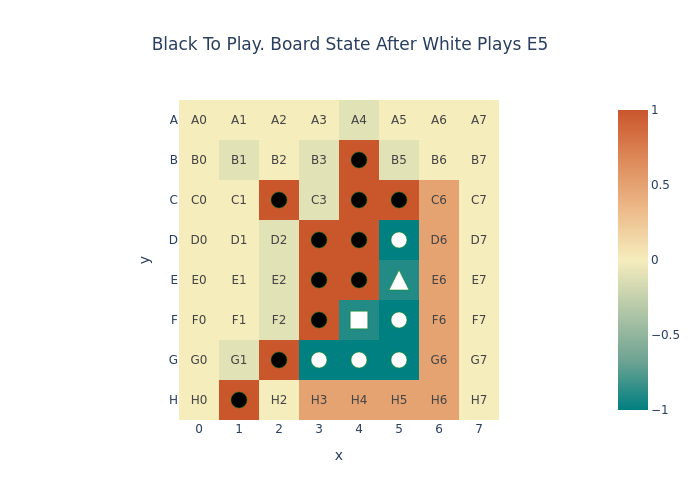 Black To Play. Board State After White Plays E5
A A0 A1 A2 A3 A4 A5 A6 A7
B B0 B1 B2 B3 B5 B6 B7
C C0 C1 C3 C6 C7
D D0 D1 D2 D6 D7
E E0 E1 E2 E6 E7
F F0 F1 F2 F6 F7
G G0 G1 G6 G7
H H0 H2 H3 H4 H5 H6 H7
0 1 2 3 4 5 6 7
x
y
1
0.5
0
−0.5
−1